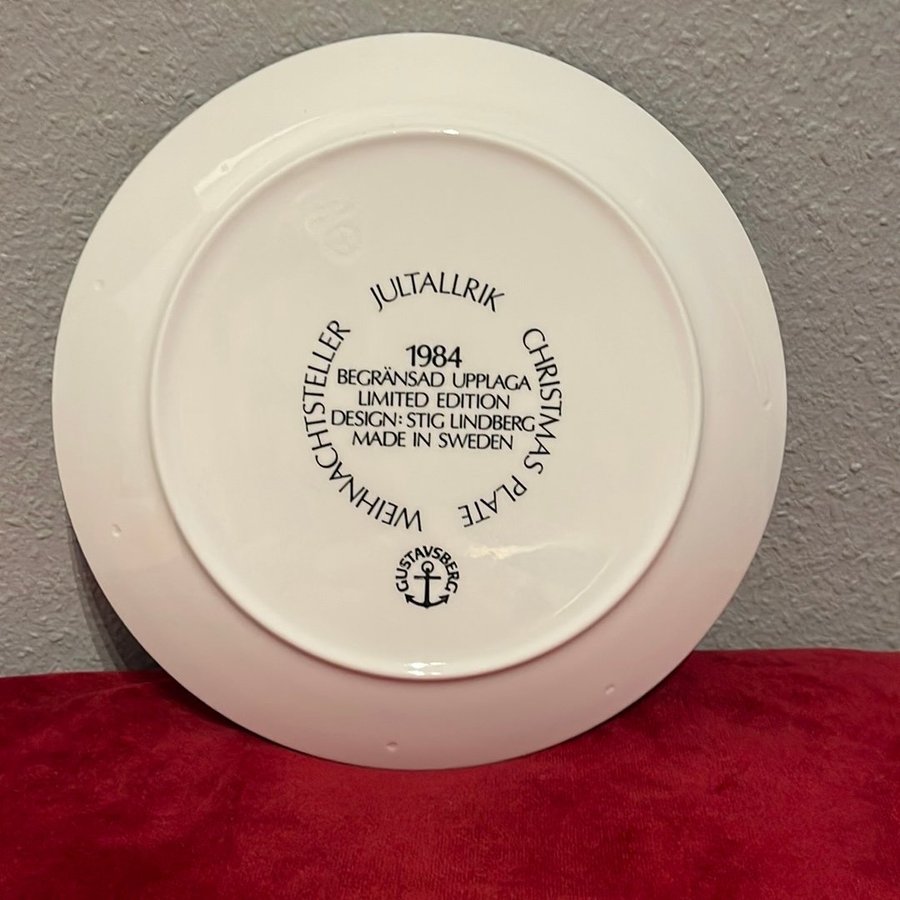 JULTALLRIK
CHRISTMAS PLATE
WEIHNACHTSTELLER
1984
BEGRÄNSAD UPPLAGA
LIMITED EDITION
DESIGN: STIG LINDBERG
MADE IN SWEDEN
GUSTAVSBERG